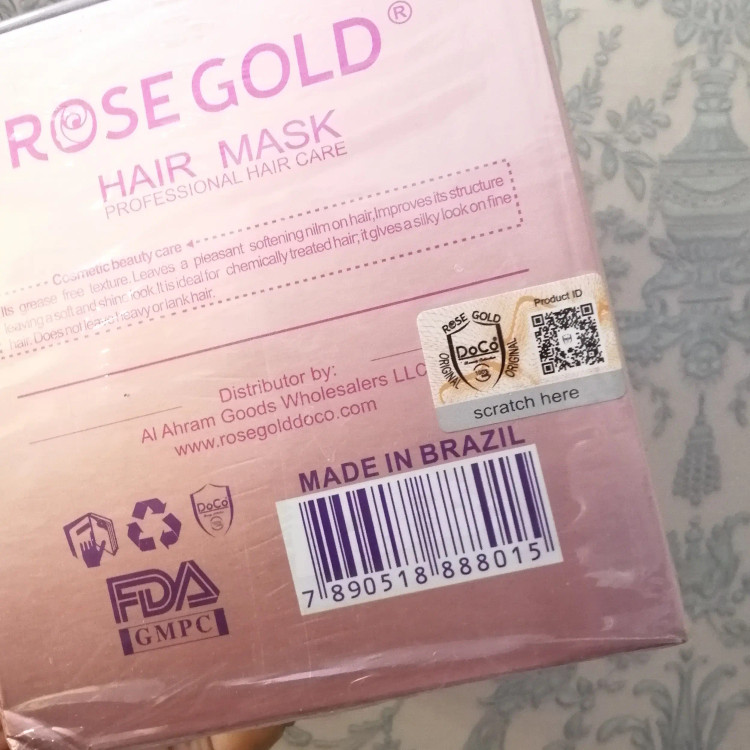 ROSE GOLD®
HAIR MASK
PROFESSIONAL HAIR CARE
Cosmetic beauty care
Its grease free texture. Leaves a pleasant softening nilm on hair,Improves its structure
leaving a soft and shino look. It is ideal for chemically treated hair; it gIves a silky look on fine
hair. Does not leave heavy or lank hair.
Distributor by:
Al Ahram Goods Wholesalers LLC
www.rosegolddoco.com
Product ID
ROSE GOLD
ORIGINAL
DoCo®
ORIGINAL
scratch here
MADE IN BRAZIL
7 890518 888015
DoCo
FDA
GMPC